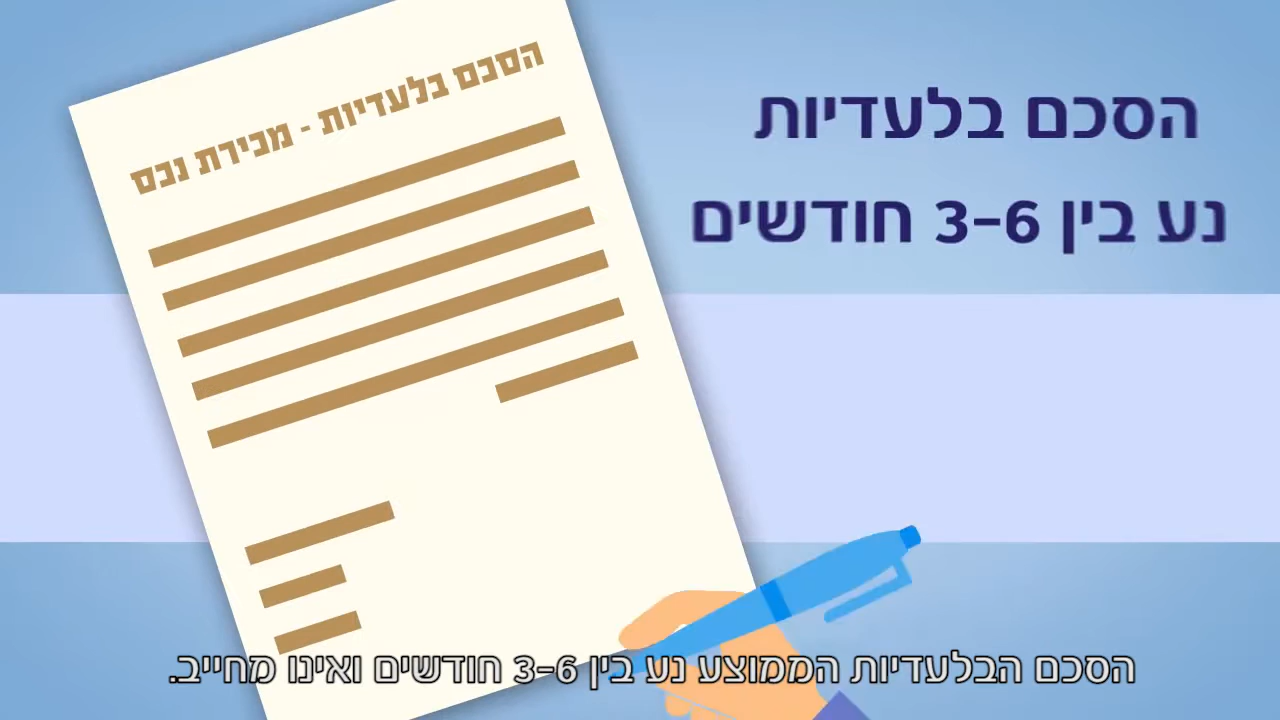 הסכם בלעדיות
נע בין 3-6 חודשים
הסכם בלעדיות - מכירת נכס
הסכם הבלעדיות הממוצע נע בין 3-6 חודשים ואינו מחייב.